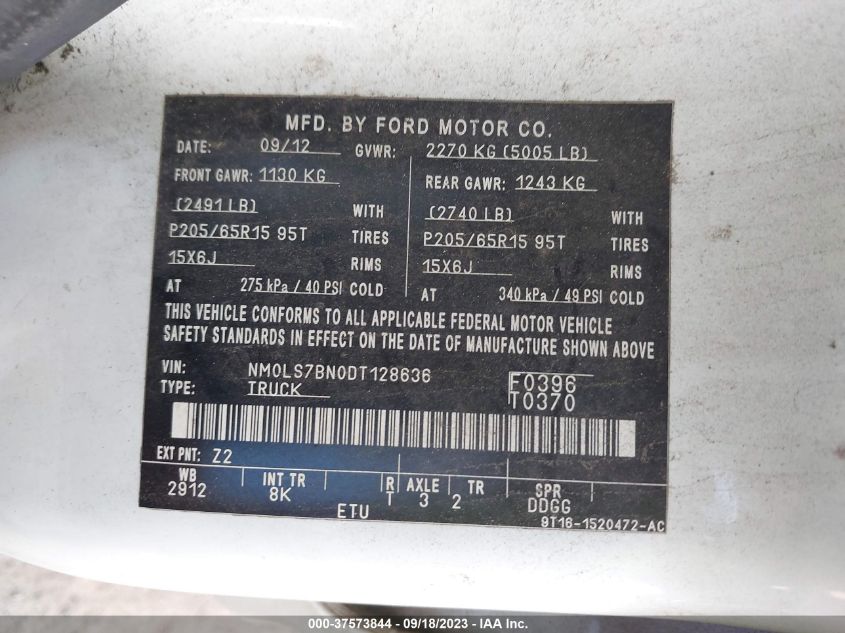 MFD. BY FORD MOTOR CO.
DATE: 09/12 GVWR: 2270 KG (5005 LB)
FRONT GAWR: 1130 KG REAR GAWR: 1243 KG
(2491 LB) WITH (2740 LB) WITH
P205/65R15 95T TIRES P205/65R15 95T TIRES
15X6J RIMS 15X6J RIMS
AT 275 kPa / 40 PSI COLD AT 340 kPa / 49 PSI COLD
THIS VEHICLE CONFORMS TO ALL APPLICABLE FEDERAL MOTOR VEHICLE
SAFETY STANDARDS IN EFFECT ON THE DATE OF MANUFACTURE SHOWN ABOVE
VIN: NM0LS7BN0DT128636 F0396
TYPE: TRUCK T0370
EXT PNT: Z2
WB INT TR R AXLE TR SPR
2912 8K T 3 2 DDGG
ETU 9T16-1520472-AC
000-37573844 - 09/18/2023 - IAA Inc.